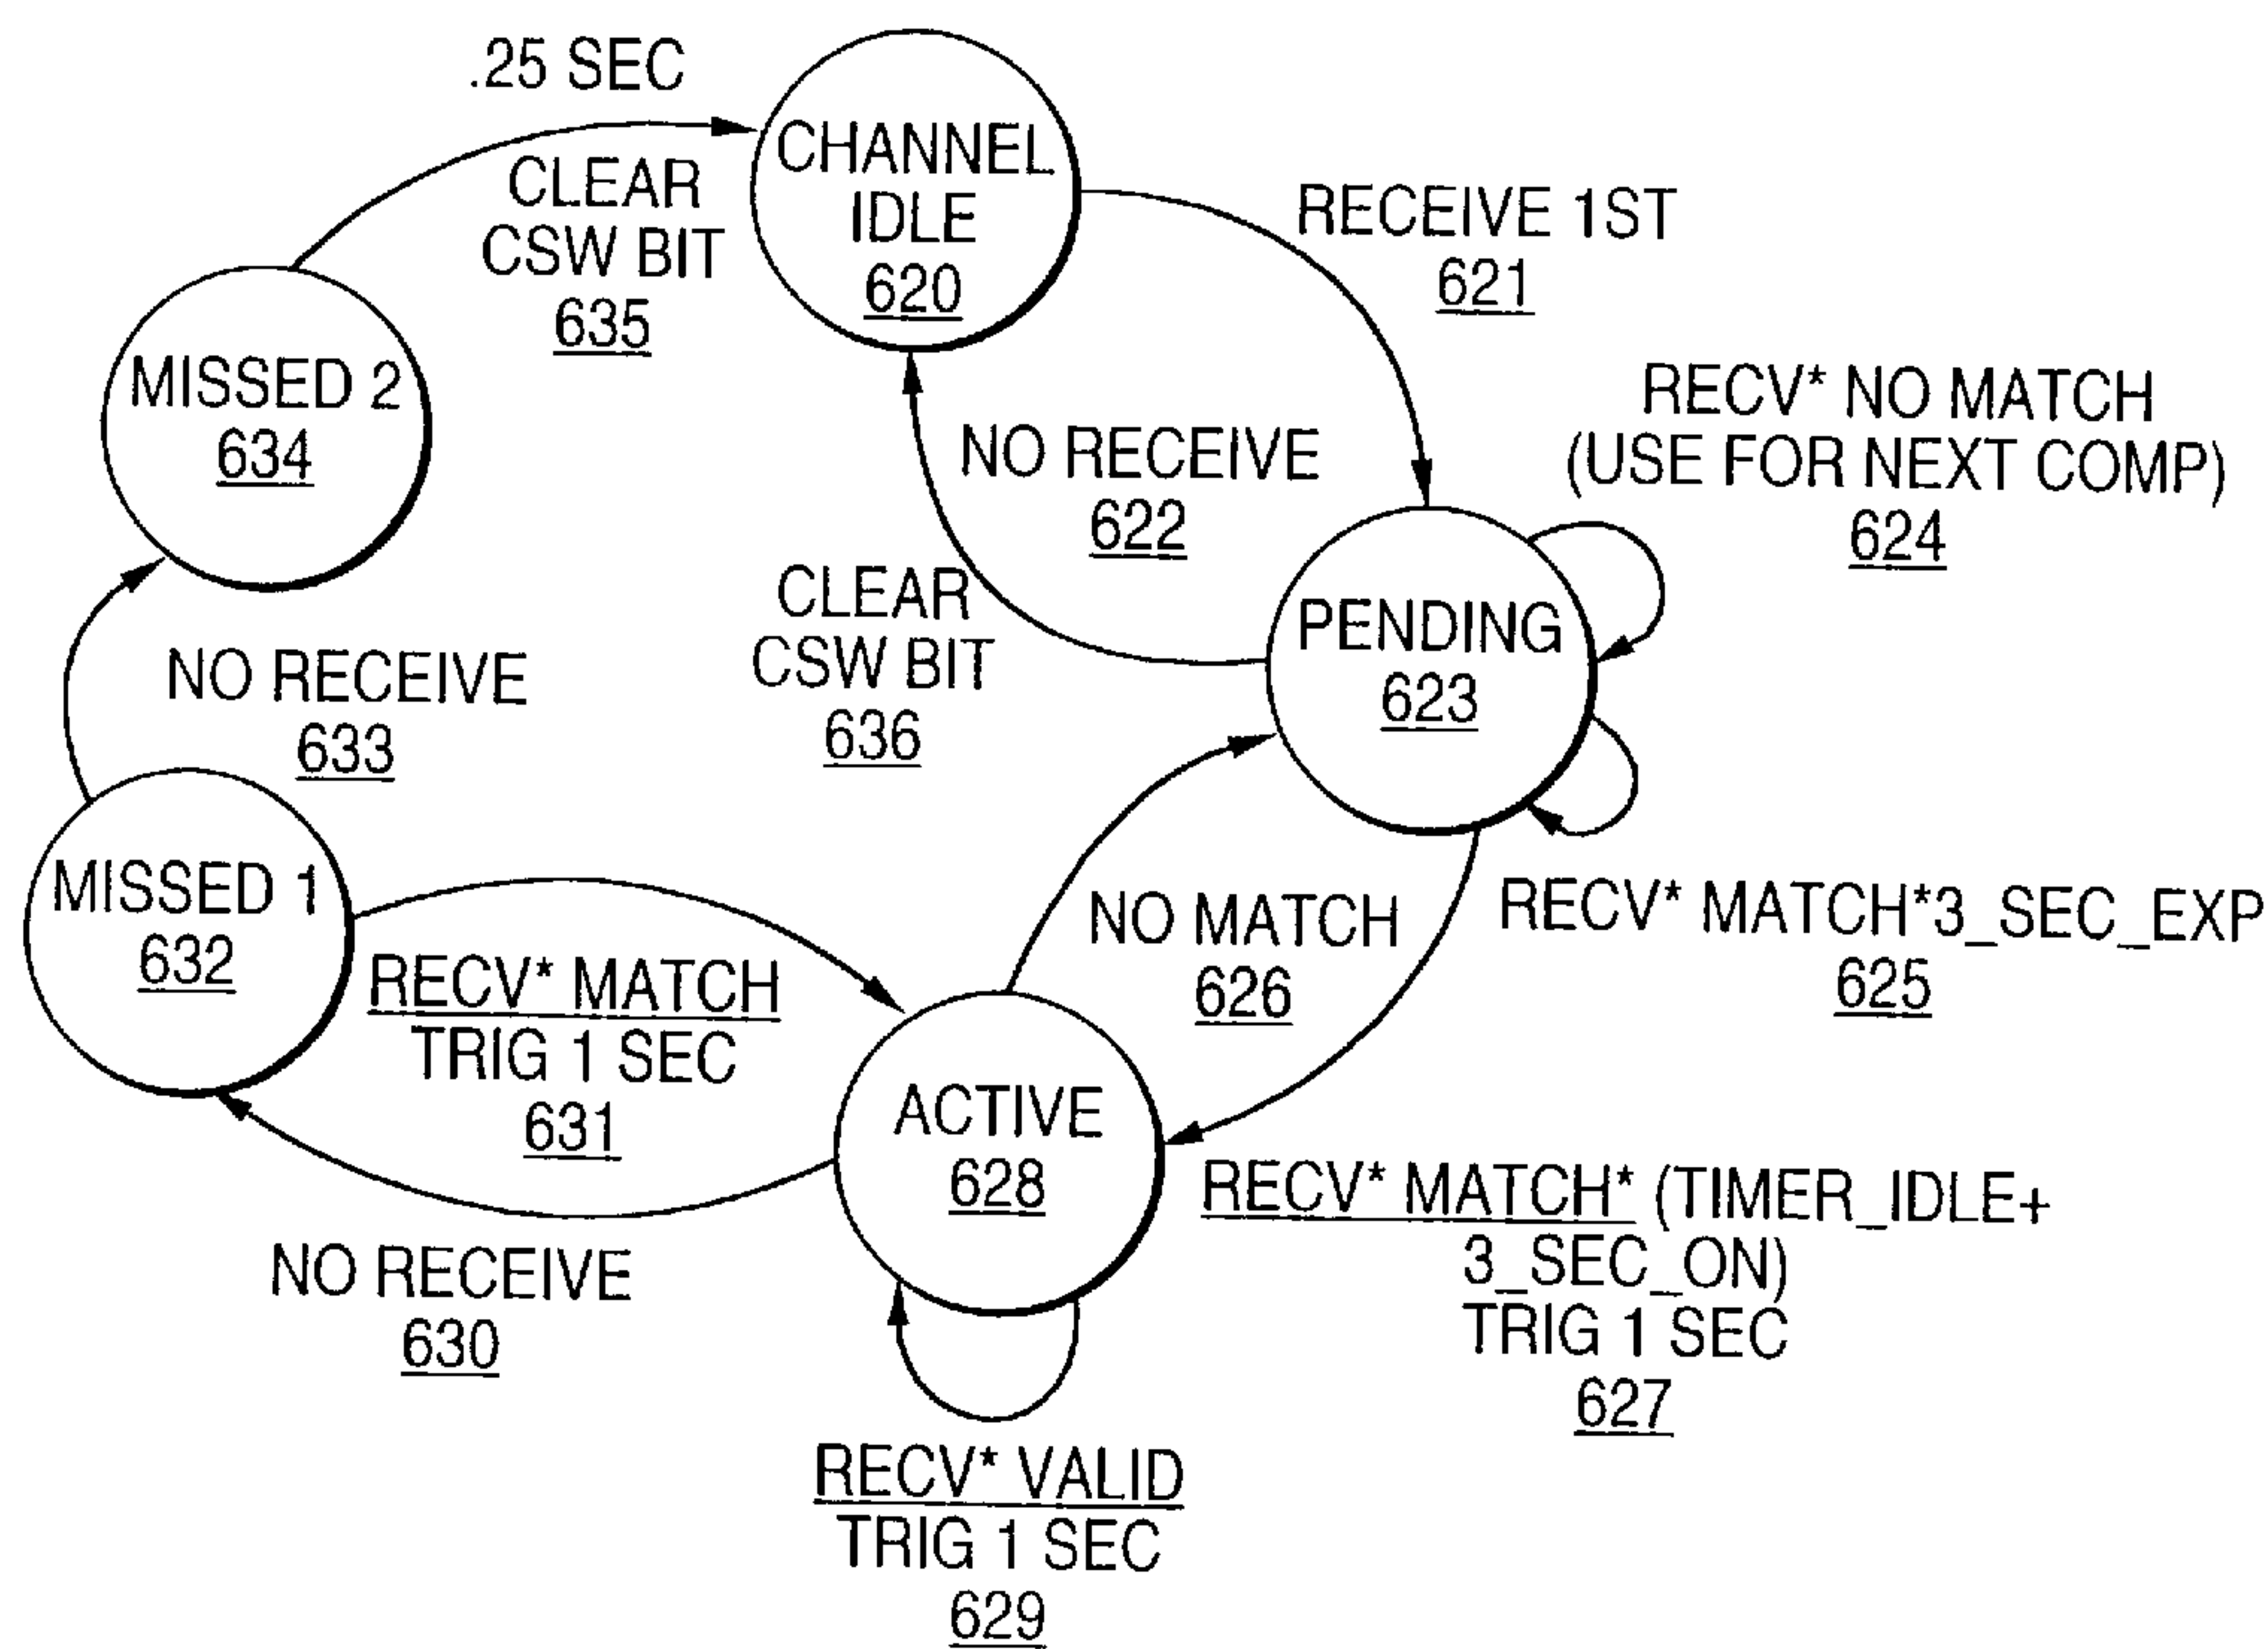 .25 SEC
CLEAR
CSW BIT
635
CHANNEL
IDLE
620
RECEIVE 1ST
621
MISSED 2
634
NO RECEIVE
622
RECV* NO MATCH
(USE FOR NEXT COMP)
624
CLEAR
CSW BIT
636
PENDING
623
NO RECEIVE
633
MISSED 1
632
RECV* MATCH
TRIG 1 SEC
631
NO MATCH
626
RECV* MATCH*3_SEC_EXP
625
ACTIVE
628
NO RECEIVE
630
RECV* MATCH* (TIMER_IDLE+
3_SEC_ON)
TRIG 1 SEC
627
RECV* VALID
TRIG 1 SEC
629